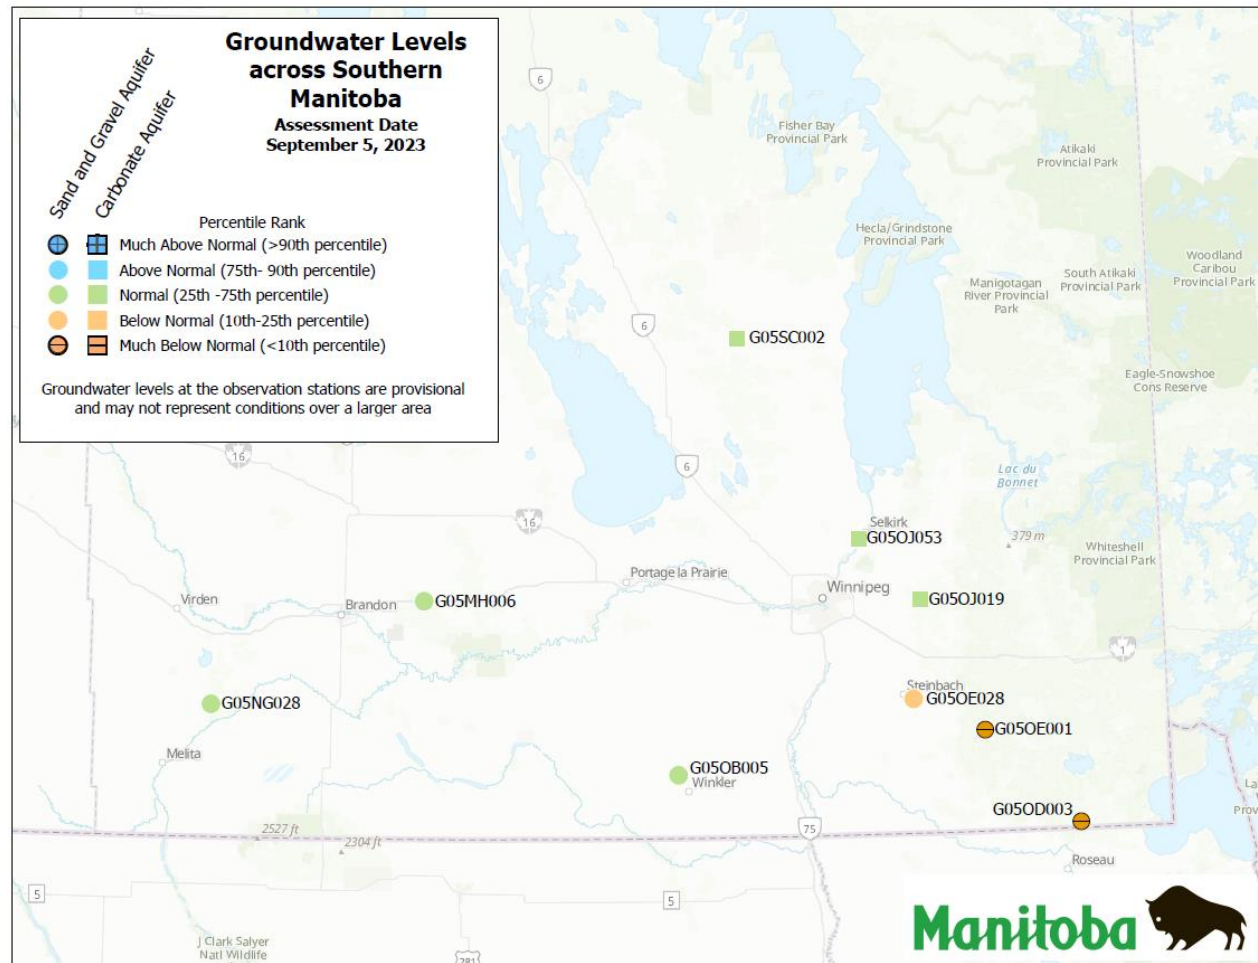 Groundwater Levels
across Southern
Manitoba
Assessment Date
September 5, 2023
Sand and Gravel Aquifer
Carbonate Aquifer
Percentile Rank
Much Above Normal (>90th percentile)
Above Normal (75th- 90th percentile)
Normal (25th -75th percentile)
Below Normal (10th-25th percentile)
Much Below Normal (<10th percentile)
Groundwater levels at the observation stations are provisional
and may not represent conditions over a larger area
6
Fisher Bay
Provincial Park
Atikaki
Provincial Park
Hecla/Grindstone
Provincial Park
Woodland
Caribou
Provincial Park
South Atikaki
Provincial Park
Manigotagan
River Provincial
Park
6
G05SC002
Eagle-Snowshoe
Cons Reserve
16
6
Lac du
Bonnet
16
Selkirk
G05OJ053
379 m
Whiteshell
Provincial Park
Portage la Prairie
Winnipeg
Virden
Brandon
G05MH006
G05OJ019
1
Steinbach
G05OE028
G05NG028
G05OE001
Melita
G05OB005
Winkler
La
Prov
G05OD003
2527 ft
75
2304 ft
Roseau
5
5
J Clark Salyer
Natl Wildlife
281
Manitoba